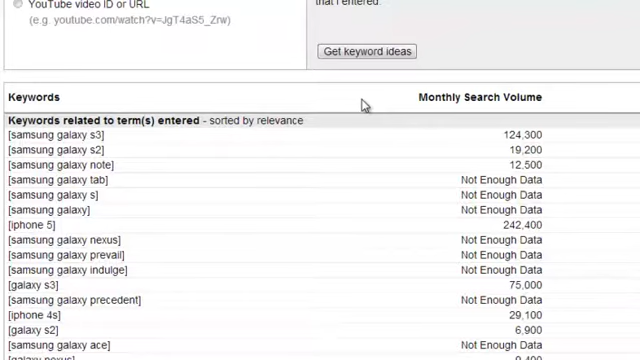 YouTube video ID or URL
that I entered.
(e.g. youtube.com/watch?v=JgT4aS5_Zrw)
Get keyword ideas
Keywords Monthly Search Volume
Keywords related to term(s) entered - sorted by relevance
[samsung galaxy s3] 124,300
[samsung galaxy s2] 19,200
[samsung galaxy note] 12,500
[samsung galaxy tab] Not Enough Data
[samsung galaxy s] Not Enough Data
[samsung galaxy] Not Enough Data
[iphone 5] 242,400
[samsung galaxy nexus] Not Enough Data
[samsung galaxy prevail] Not Enough Data
[samsung galaxy indulge] Not Enough Data
[galaxy s3] 75,000
[samsung galaxy precedent] Not Enough Data
[iphone 4s] 29,100
[galaxy s2] 6,900
[samsung galaxy ace] Not Enough Data
[galaxy nexus] 9,400